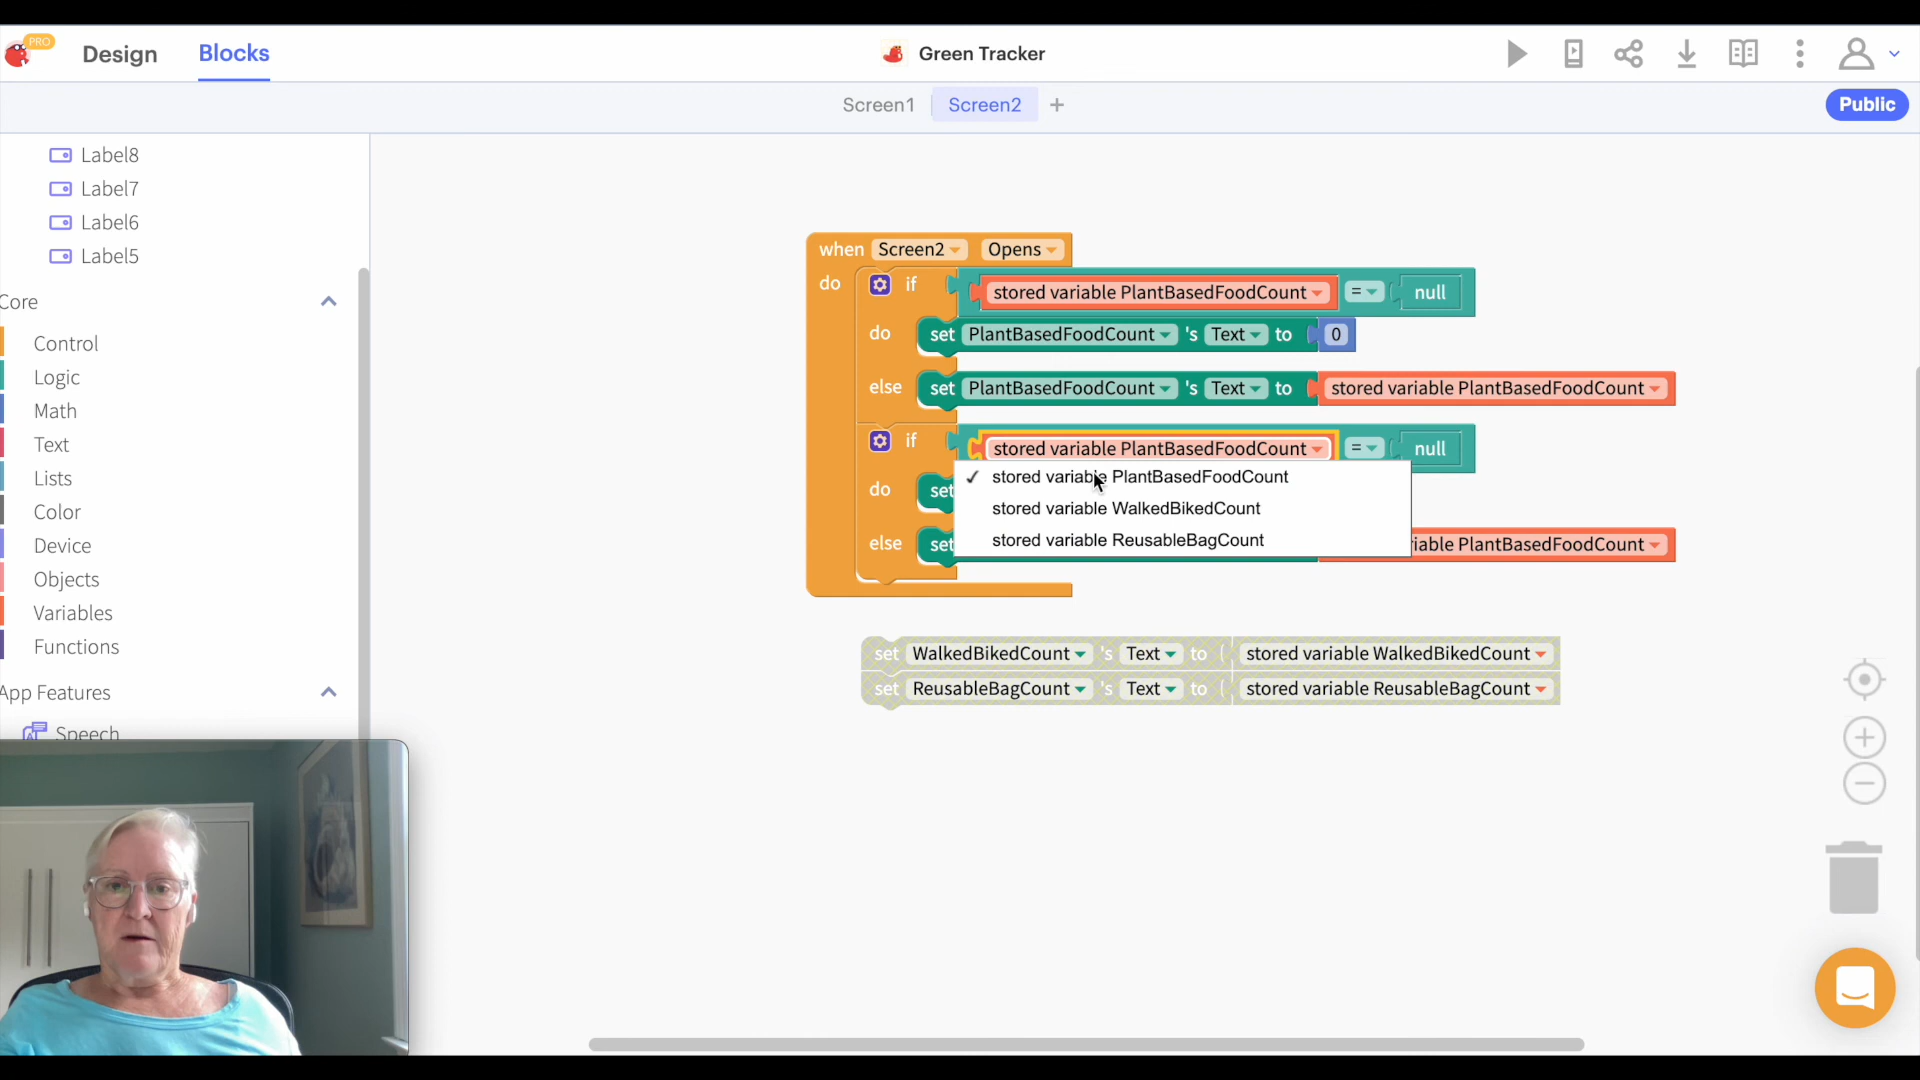 PRO
Design
Blocks
Green Tracker
Screen1
Screen2
+
Public
Label8
Label7
Label6
Label5
Core
Control
Logic
Math
Text
Lists
Color
Device
Objects
Variables
Functions
App Features
Speech
when Screen2 Opens
do if stored variable PlantBasedFoodCount = null
do set PlantBasedFoodCount 's Text to 0
else set PlantBasedFoodCount 's Text to stored variable PlantBasedFoodCount
if stored variable PlantBasedFoodCount = null
✓ stored variable PlantBasedFoodCount
do set
stored variable WalkedBikedCount
stored variable ReusableBagCount
else set iable PlantBasedFoodCount
set WalkedBikedCount 's Text to stored variable WalkedBikedCount
set ReusableBagCount 's Text to stored variable ReusableBagCount